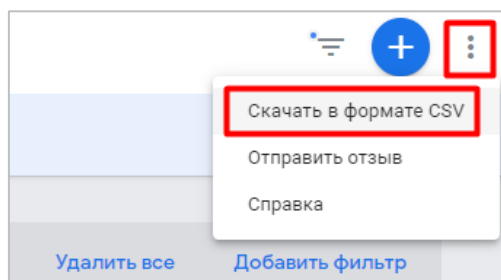 Скачать в формате CSV
Отправить отзыв
Справка
Удалить все Добавить фильтр